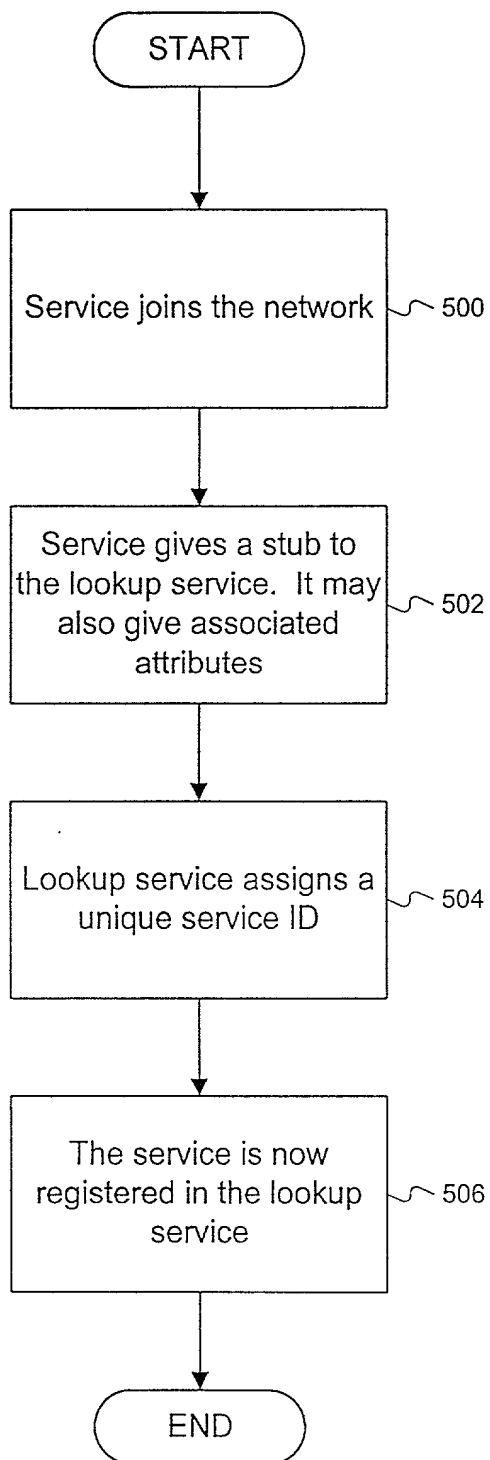 START
Service joins the network
500
Service gives a stub to
the lookup service.  It may
also give associated
attributes
502
Lookup service assigns a
unique service ID
504
The service is now
registered in the lookup
service
506
END